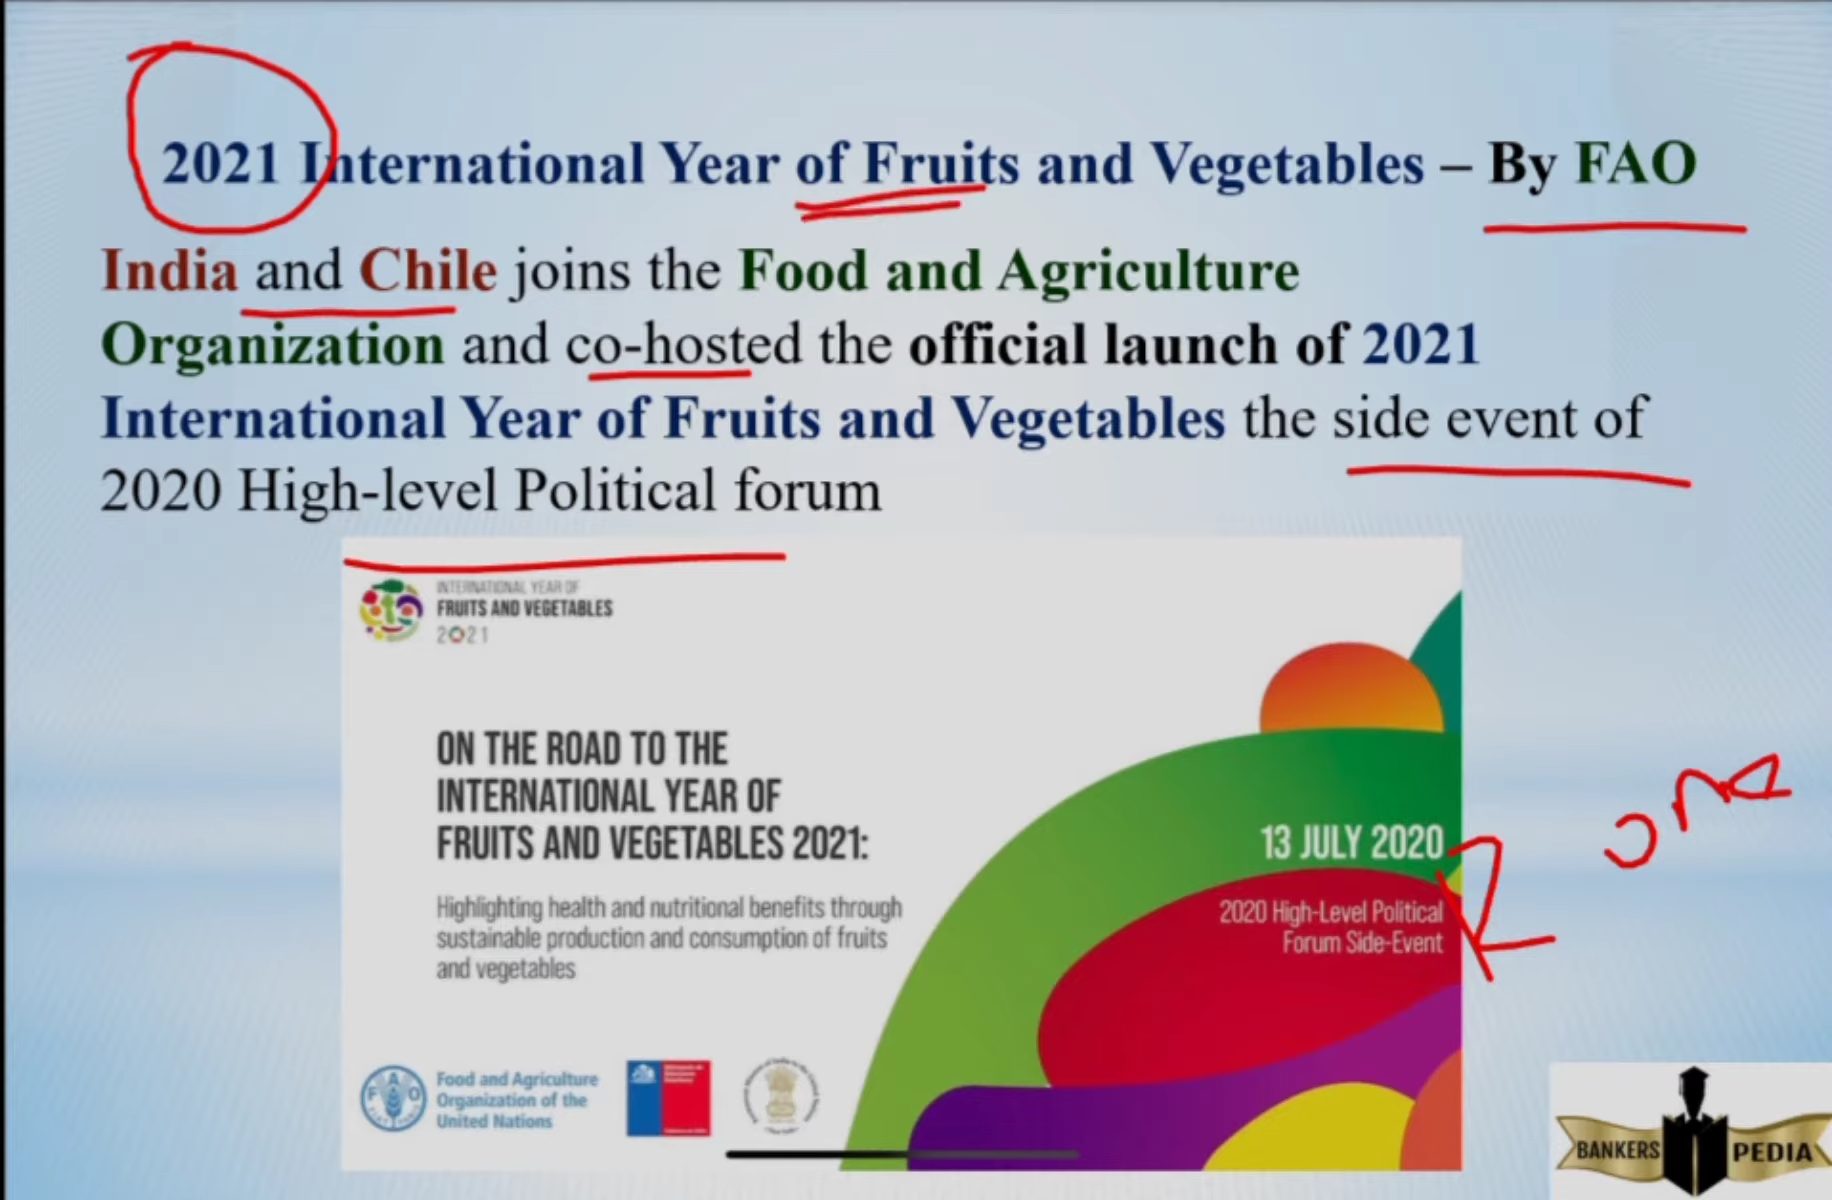 2021 International Year of Fruits and Vegetables – By FAO
India and Chile joins the Food and Agriculture
Organization and co-hosted the official launch of 2021
International Year of Fruits and Vegetables the side event of
2020 High-level Political forum
INTERNATIONAL YEAR OF
FRUITS AND VEGETABLES
2021
ON THE ROAD TO THE
INTERNATIONAL YEAR OF
FRUITS AND VEGETABLES 2021:
Highlighting health and nutritional benefits through
sustainable production and consumption of fruits
and vegetables
13 JULY 2020
2020 High-Level Political
Forum Side-Event
one
FAO
Food and Agriculture
Organization of the
United Nations
BANKERS PEDIA